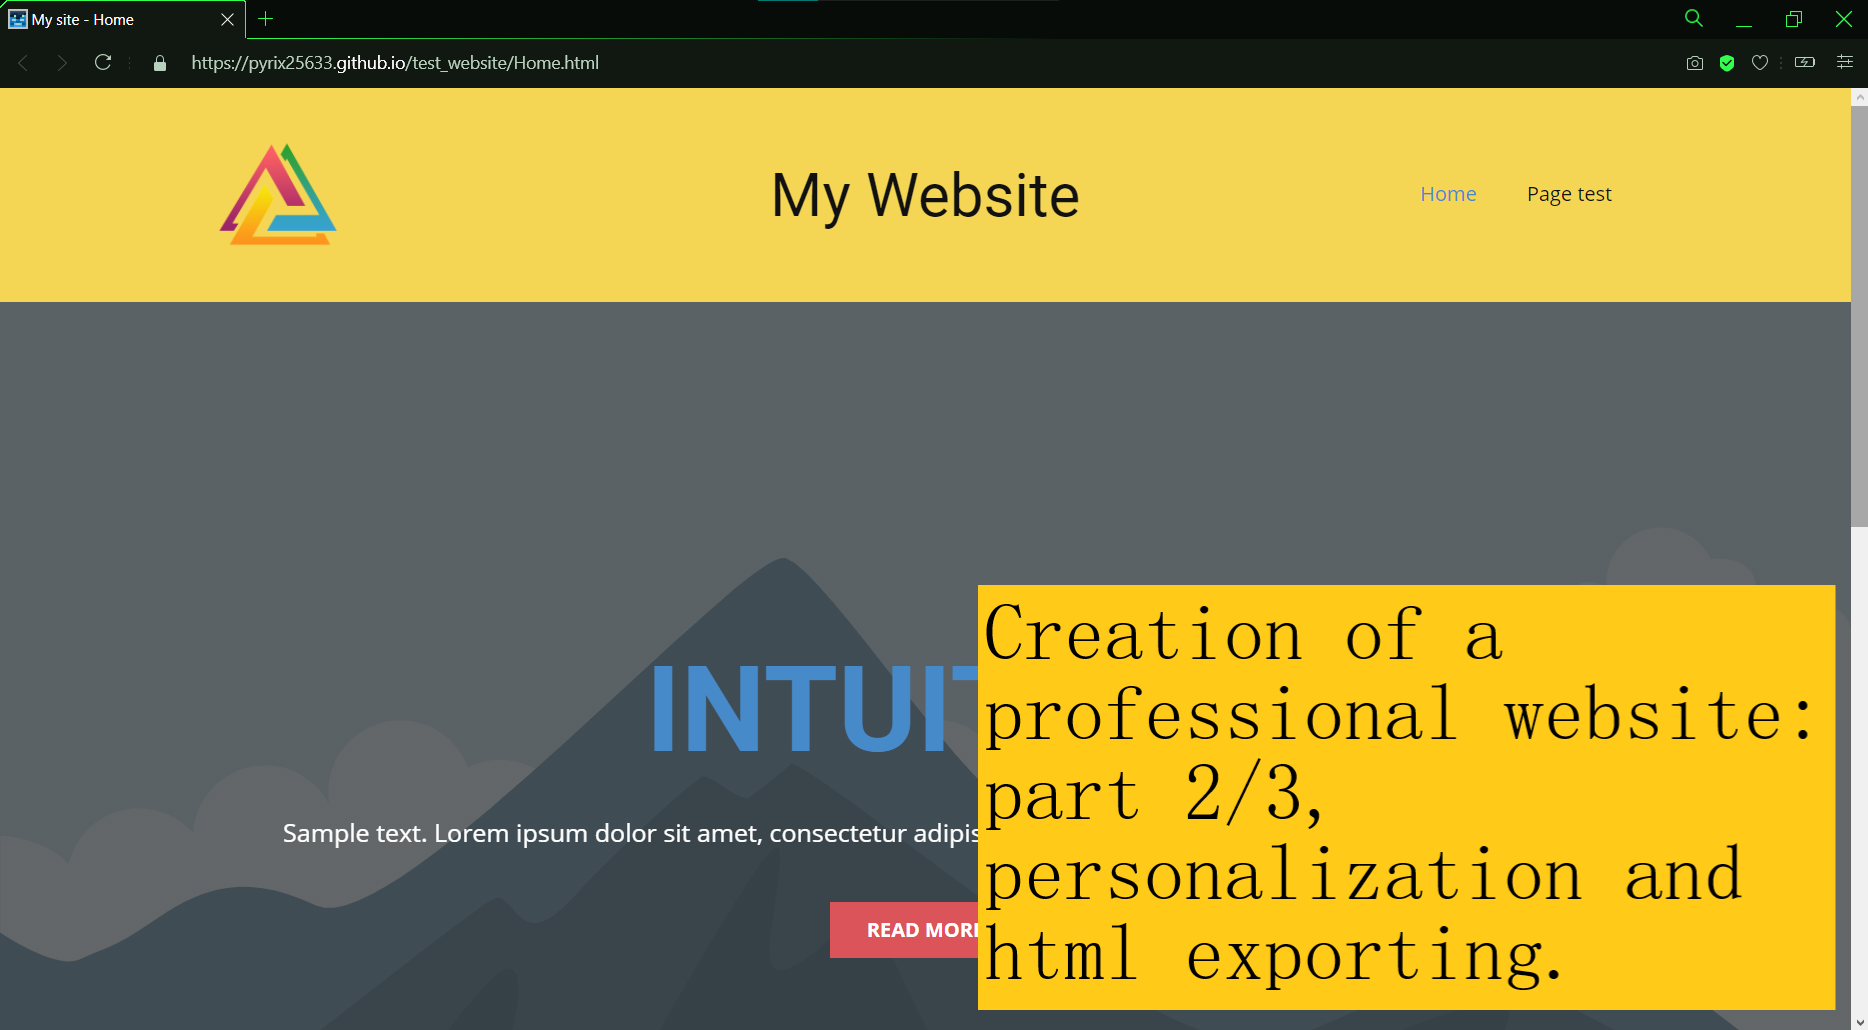 My site - Home
https://pyrix25633.github.io/test_website/Home.html
My Website
Home
Page test
INTUIT
Sample text. Lorem ipsum dolor sit amet, consectetur adipis
READ MORE
Creation of a
professional website:
part 2/3,
personalization and
html exporting.